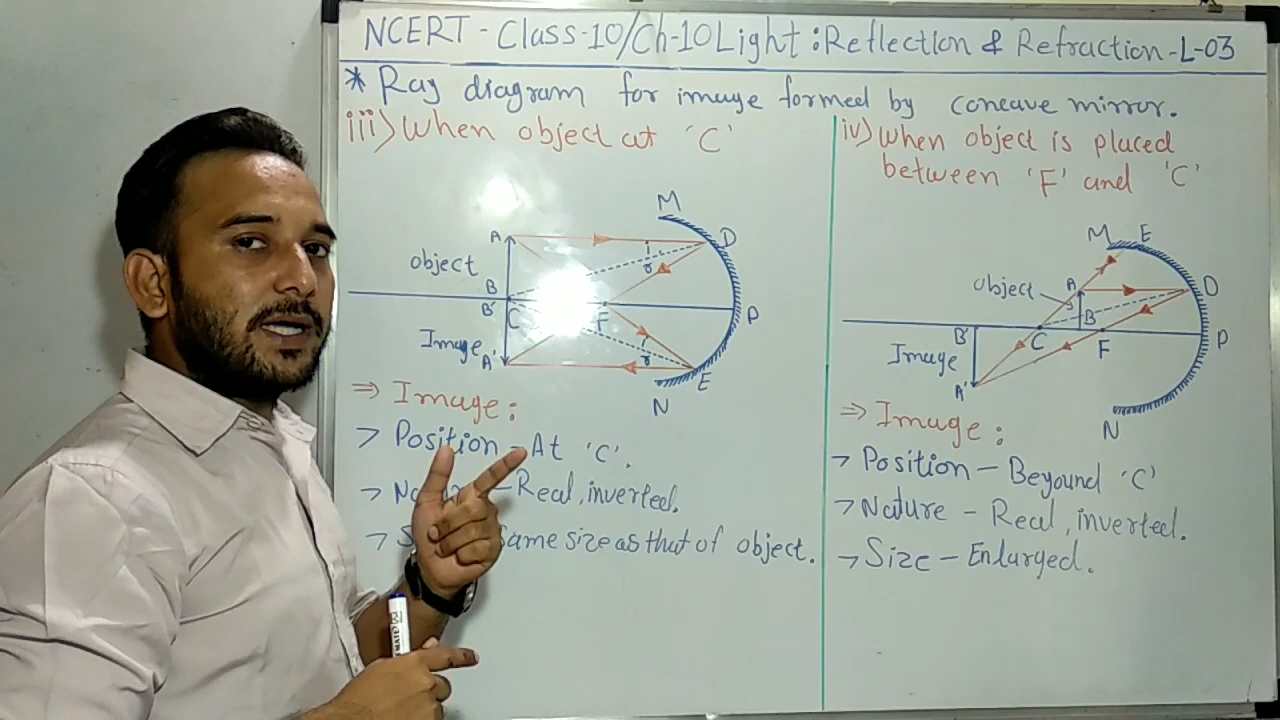 NCERT - Class-10/Ch-10 Light : Reflection & Refraction - L-03
* Ray diagram for image formed by concave mirror.
iii) When object at 'C'
M
A
D
object
r
B
B'
C
F
P
Image
r
A'
E
N
⇒ Image:
> Position - At 'C'.
- Real, inverted.
same size as that of object.
iv) When object is placed
between 'F' and 'C'
M E
object
A
D
B
B'
C
F
P
Image
A'
N
⇒ Image:
> Position - Beyound 'C'
> Nature - Real, inverted.
> Size - Enlarged.